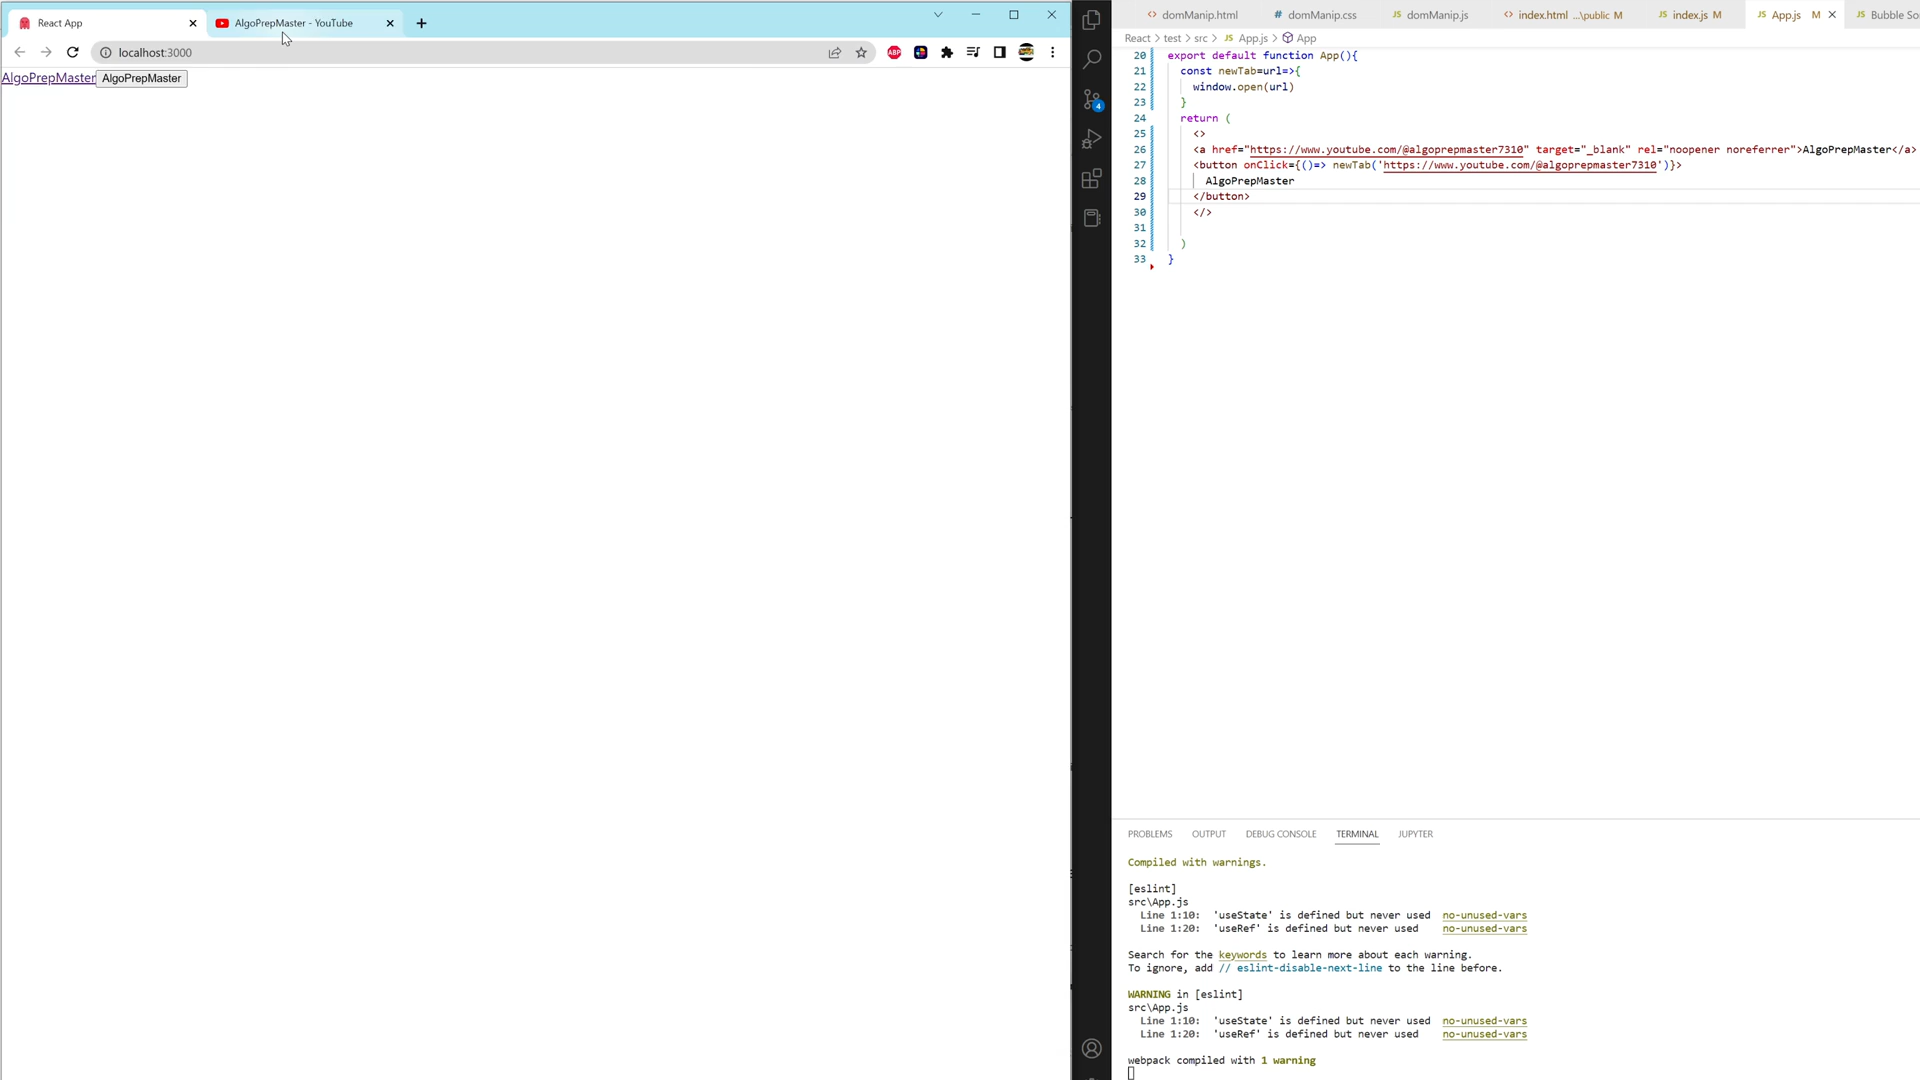 React App
AlgoPrepMaster - YouTube
localhost:3000
ABP
AlgoPrepMaster AlgoPrepMaster
4
domManip.html
domManip.css
domManip.js
index.html ...\public M
index.js M
App.js M
Bubble So
React > test > src > App.js > App
20 export default function App(){
21 const newTab=url=>{
22 window.open(url)
23 }
24 return (
25 <>
26 <a href="https://www.youtube.com/@algoprepmaster7310" target="_blank" rel="noopener noreferrer">AlgoPrepMaster</a>
27 <button onClick={()=> newTab('https://www.youtube.com/@algoprepmaster7310')}>
28 AlgoPrepMaster
29 </button>
30 </>
31
32 )
33 }
PROBLEMS OUTPUT DEBUG CONSOLE TERMINAL JUPYTER
Compiled with warnings.
[eslint]
src\App.js
Line 1:10: 'useState' is defined but never used no-unused-vars
Line 1:20: 'useRef' is defined but never used no-unused-vars
Search for the keywords to learn more about each warning.
To ignore, add // eslint-disable-next-line to the line before.
WARNING in [eslint]
src\App.js
Line 1:10: 'useState' is defined but never used no-unused-vars
Line 1:20: 'useRef' is defined but never used no-unused-vars
webpack compiled with 1 warning